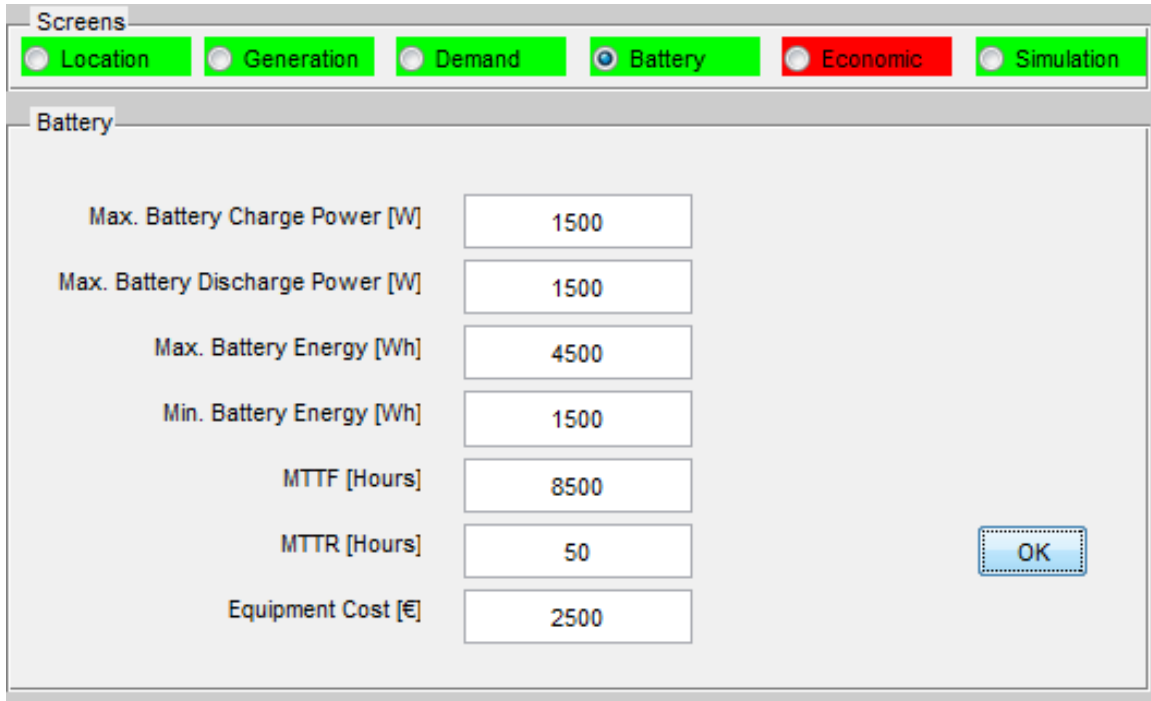 Screens
Location Generation Demand Battery Economic Simulation
Battery
Max. Battery Charge Power [W] 1500
Max. Battery Discharge Power [W] 1500
Max. Battery Energy [Wh] 4500
Min. Battery Energy [Wh] 1500
MTTF [Hours] 8500
MTTR [Hours] 50
OK
Equipment Cost [€] 2500